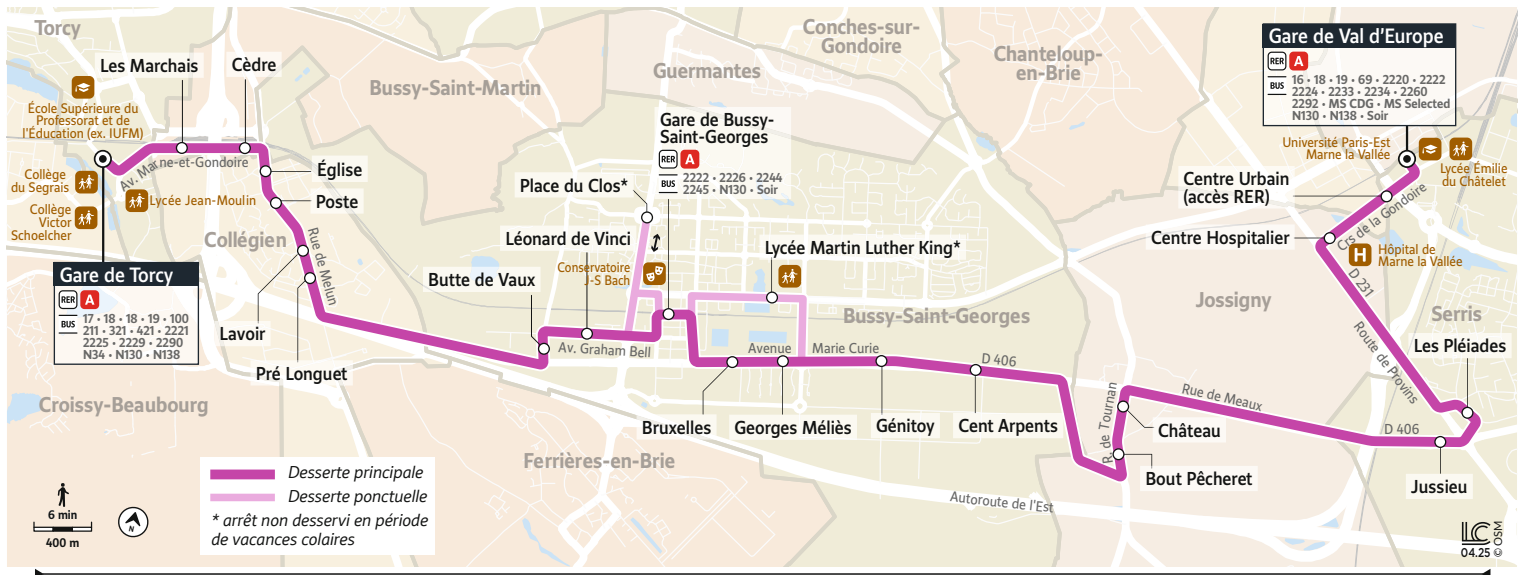 Torcy
Les Marchais
Cèdre
École Supérieure du
Professorat et de
l'Éducation (ex. IUFM)
Av. Marne-et-Gondoire
Collège
du Segrais
Collège
Victor
Schoelcher
Lycée Jean-Moulin
Église
Poste
Collégien
Rue de Melun
Gare de Torcy
RER A
BUS
17 • 18 • 18 • 19 • 100
211 • 321 • 421 • 2221
2225 • 2229 • 2290
N34 • N130 • N138
Lavoir
Pré Longuet
Croissy-Beaubourg
Bussy-Saint-Martin
Guermantes
Conches-sur-
Gondoire
Chanteloup-
en-Brie
Gare de Bussy-
Saint-Georges
RER A
BUS
2222 • 2226 • 2244
2245 • N130 • Soir
Place du Clos*
Léonard de Vinci
Conservatoire
J-S Bach
Butte de Vaux
Av. Graham Bell
Lycée Martin Luther King*
Bussy-Saint-Georges
Avenue Marie Curie
D 406
Bruxelles
Georges Méliès
Génitoy
Cent Arpents
Ferrières-en-Brie
Autoroute de l'Est
R. de Tournan
Château
Bout Pêcheret
Rue de Meaux
D 406
Jussieu
Les Pléiades
Serris
Jossigny
Route de Provins
D 231
Gare de Val d'Europe
RER A
BUS
16 • 18 • 19 • 69 • 2220 • 2222
2224 • 2233 • 2234 • 2260
2292 • MS CDG • MS Selected
N130 • N138 • Soir
Université Paris-Est
Marne la Vallée
Lycée Émilie
du Châtelet
Centre Urbain
(accès RER)
Crs de la Gondoire
Centre Hospitalier
H
Hôpital de
Marne la Vallée
Desserte principale
Desserte ponctuelle
* arrêt non desservi en période
de vacances colaires
6 min
400 m
N
LC
04.25 © OSM